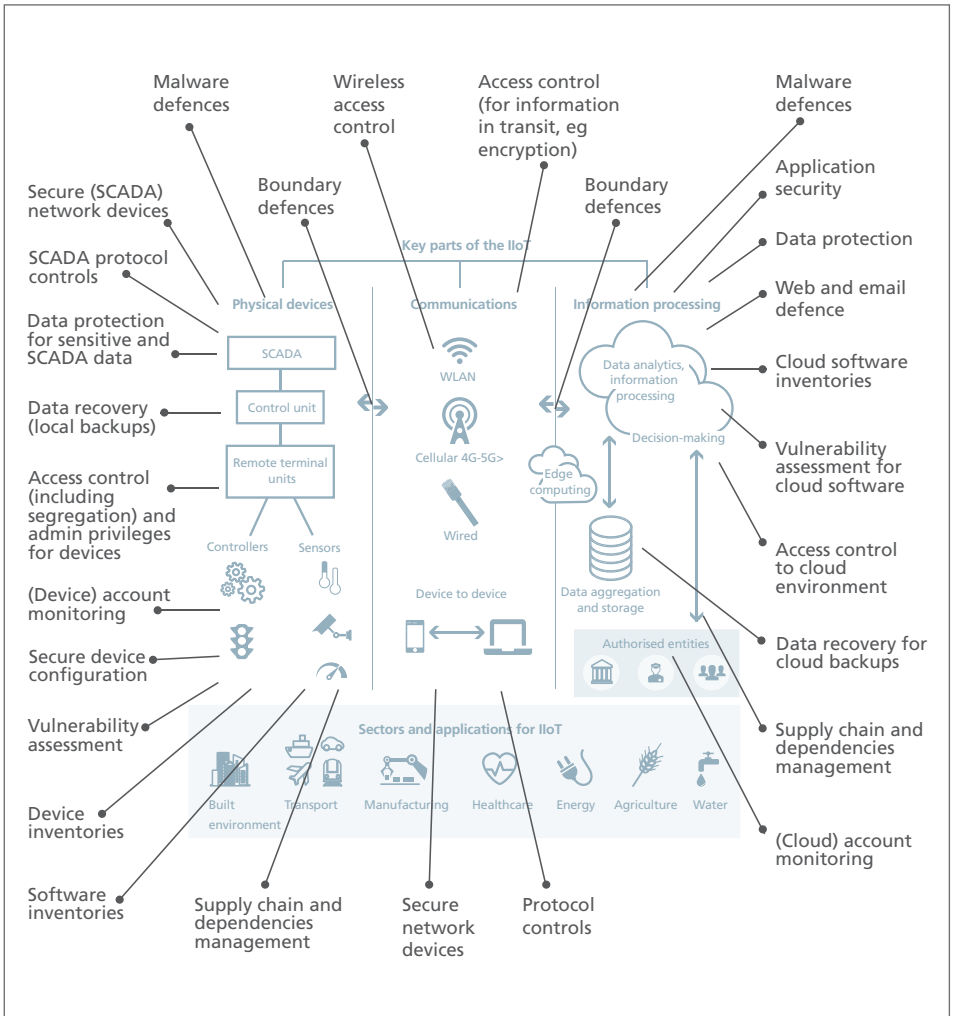 Malware
defences
Wireless
access
control
Access control
(for information
in transit, eg
encryption)
Malware
defences
Secure (SCADA)
network devices
Boundary
defences
Boundary
defences
Application
security
SCADA protocol
controls
Data protection
Key parts of the IIoT
Web and email
defence
Physical devices
Communications
Information processing
Data protection
for sensitive and
SCADA data
SCADA
WLAN
Data analytics,
information
processing
Cloud software
inventories
Data recovery
(local backups)
Control unit
Cellular 4G-5G>
Decision-making
Vulnerability
assessment for
cloud software
Access control
(including
segregation) and
admin privileges
for devices
Remote terminal
units
Edge
computing
Wired
Controllers
Sensors
Access control
to cloud
environment
(Device) account
monitoring
Device to device
Data aggregation
and storage
Authorised entities
Data recovery for
cloud backups
Secure device
configuration
Vulnerability
assessment
Sectors and applications for IIoT
Supply chain and
dependencies
management
Built
environment
Transport
Manufacturing
Healthcare
Energy
Agriculture
Water
Device
inventories
(Cloud) account
monitoring
Software
inventories
Supply chain and
dependencies
management
Secure
network
devices
Protocol
controls